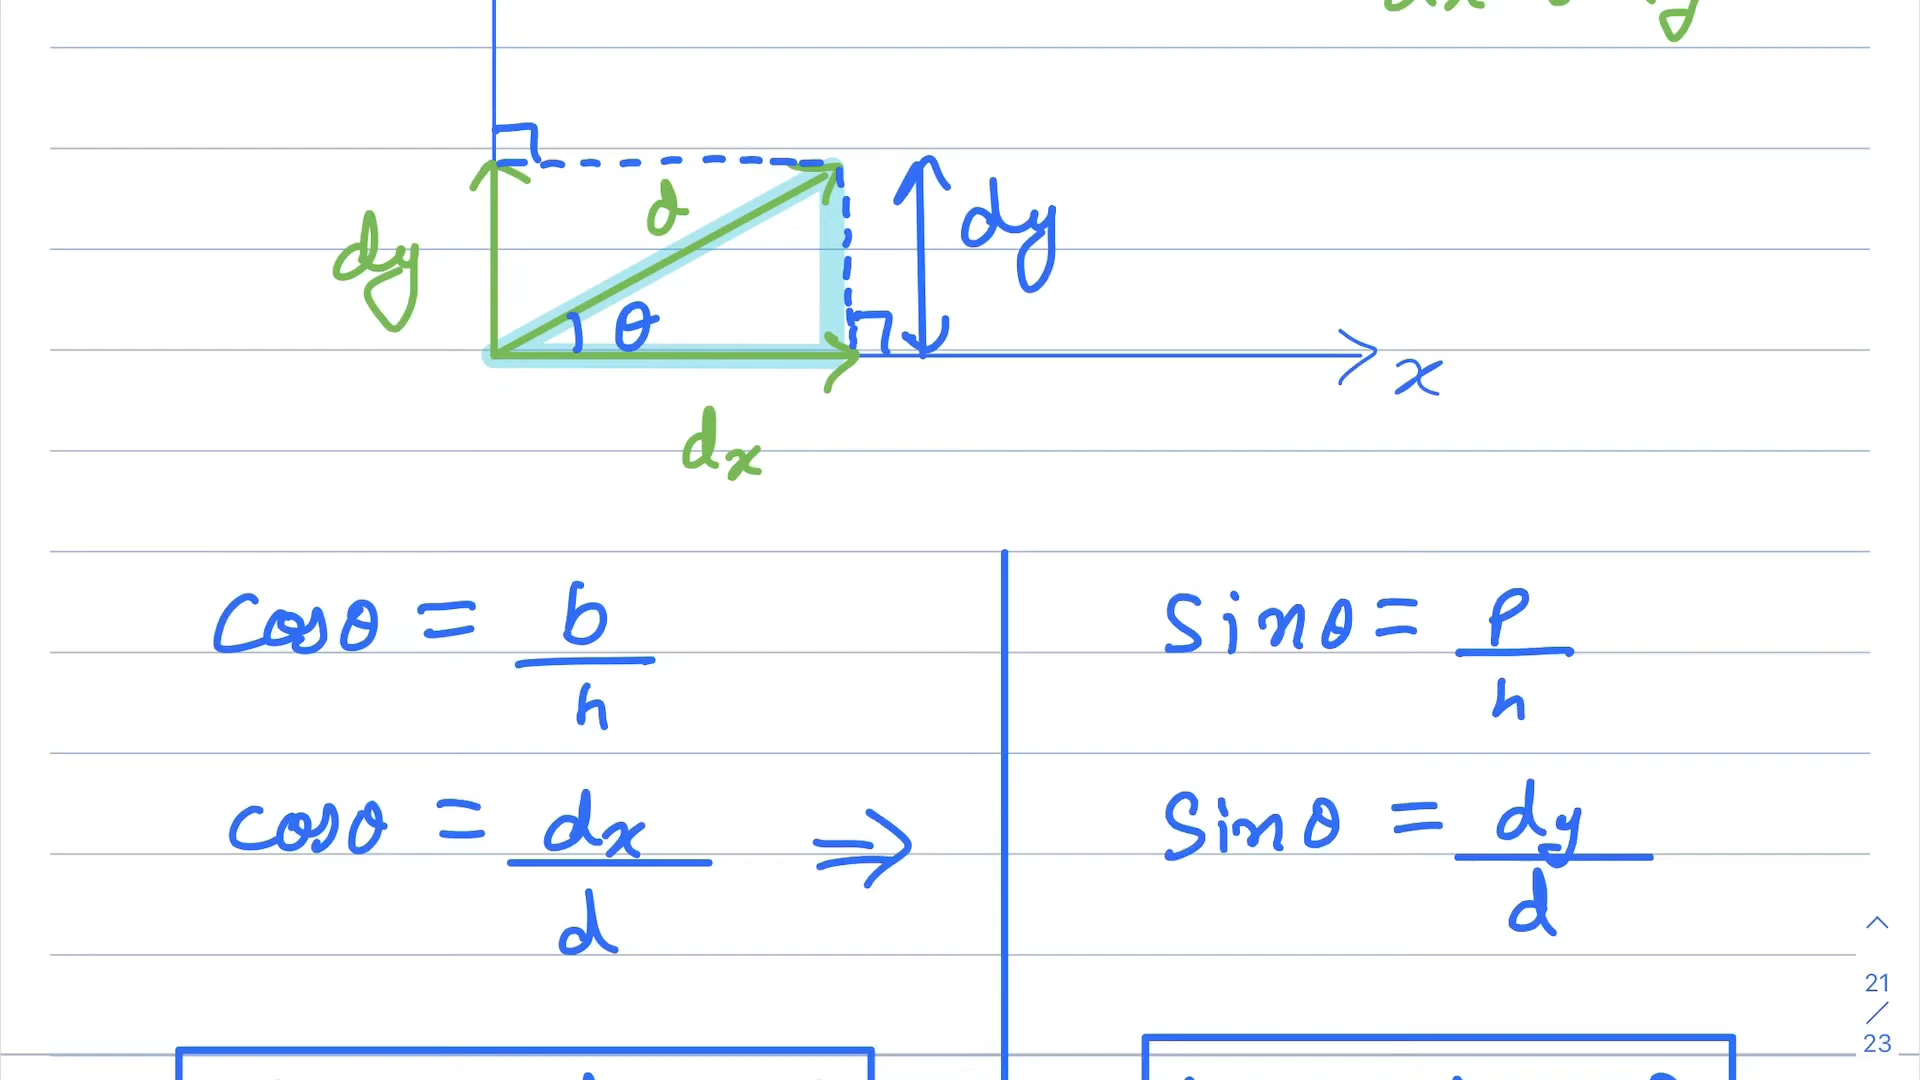 d
dy
dy
θ
x
dx
Cosθ = b/h
Sinθ = P/h
cosθ = dx/d ⇒
Sinθ = dy/d
21
/
23